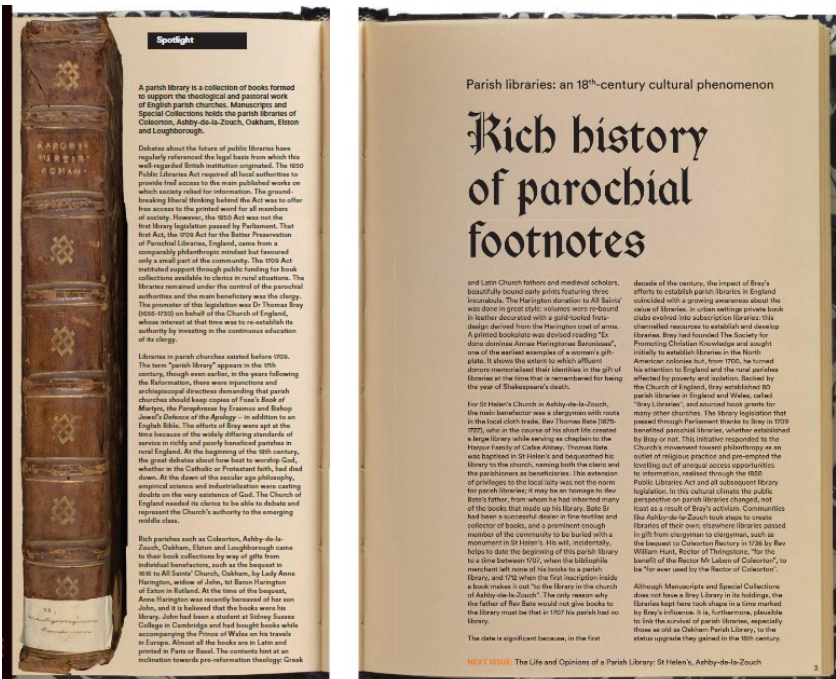 Spotlight
A parish library is a collection of books formed
to support the theological and pastoral work
of English parish churches. Manuscripts and
Special Collections holds the parish libraries of
Coleorton, Ashby-de-la-Zouch, Oakham, Elston
and Loughborough.
Debates about the future of public libraries have
regularly referenced the legal basis from which this
well-regarded British institution originated. The 1850
Public Libraries Act required all local authorities to
provide free access to the main published works on
which society relied for information. The ground-
breaking liberal thinking behind the Act was to offer
free access to the printed word for all members
of society. However, the 1850 Act was not the
first library legislation passed by Parliament. That
first Act, the 1709 Act for the Better Preservation
of Parochial Libraries, England, came from a
comparably philanthropic mindset but favoured
only a small part of the community. The 1709 Act
instituted support through public funding for book
collections available to clerics in rural situations. The
libraries remained under the control of the parochial
authorities and the main beneficiary was the clergy.
The promoter of this legislation was Dr Thomas Bray
(1656-1730) on behalf of the Church of England,
whose interest at that time was to re-establish its
authority by investing in the continuous education
of its clergy.
Libraries in parish churches existed before 1709.
The term "parish library" appears in the 17th
century, though even earlier, in the years following
the Reformation, there were injunctions and
archiepiscopal directives demanding that parish
churches should keep copies of Foxe's Book of
Martyrs, the Paraphrases by Erasmus and Bishop
Jewel's Defence of the Apology – in addition to an
English Bible. The efforts of Bray were apt at the
time because of the widely differing standards of
service in richly and poorly beneficed parishes in
rural England. At the beginning of the 18th century,
the great debates about how best to worship God,
whether in the Catholic or Protestant faith, had died
down. At the dawn of the secular age philosophy,
empirical science and industrialisation were casting
doubts on the very existence of God. The Church of
England needed its clerics to be able to debate and
represent the Church's authority to the emerging
middle class.
Rich parishes such as Coleorton, Ashby-de-la-
Zouch, Oakham, Elston and Loughborough came
to their book collections by way of gifts from
individual benefactors, such as the bequest in
1616 to All Saints' Church, Oakham, by Lady Anne
Harington, widow of John, 1st Baron Harington
of Exton in Rutland. At the time of the bequest,
Anne Harington was recently bereaved of her son
John, and it is believed that the books were his
library. John had been a student at Sidney Sussex
College in Cambridge and had bought books while
accompanying the Prince of Wales on his travels
in Europe. Almost all the books are in Latin and
printed in Paris or Basel. The contents hint at an
inclination towards pre-reformation theology: Greek
Parish libraries: an 18th-century cultural phenomenon
Rich history
of parochial
footnotes
and Latin Church fathers and medieval scholars,
beautifully bound early prints featuring three
incunabula. The Harington donation to All Saints'
was done in great style: volumes were re-bound
in leather decorated with a gold-tooled frets-
design derived from the Harington coat of arms.
A printed bookplate was devised reading "Ex
dono dominae Annae Haringtonae Baronissae",
one of the earliest examples of a woman's gift-
plate. It shows the extent to which affluent
donors memorialised their identities in the gift of
libraries at the time that is remembered for being
the year of Shakespeare's death.
For St Helen's Church in Ashby-de-la-Zouch,
the main benefactor was a clergyman with roots
in the local cloth trade, Rev Thomas Bate (1675-
1727), who in the course of his short life created
a large library while serving as chaplain to the
Harpur Family of Calke Abbey. Thomas Bate
was baptised in St Helen's and bequeathed his
library to the church, naming both the cleric and
the parishioners as beneficiaries. This extension
of privileges to the local laity was not the norm
for parish libraries; it may be an homage to Rev
Bate's father, from whom he had inherited many
of the books that made up his library. Bate Sr
had been a successful dealer in fine textiles and
collector of books, and a prominent enough
member of the community to be buried with a
monument in St Helen's. His will, incidentally,
helps to date the beginning of this parish library
to a time between 1707, when the bibliophile
merchant left none of his books to a parish
library, and 1712 when the first inscription inside
a book makes it out "to the library in the church
of Ashby-de-la-Zouch". The only reason why
the father of Rev Bate would not give books to
the library must be that in 1707 his parish had no
library.
The date is significant because, in the first
decade of the century, the impact of Bray's
efforts to establish parish libraries in England
coincided with a growing awareness about the
value of libraries. In urban settings private book
clubs evolved into subscription libraries: this
channelled resources to establish and develop
libraries. Bray had founded The Society for
Promoting Christian Knowledge and sought
initially to establish libraries in the North
American colonies but, from 1700, he turned
his attention to England and the rural parishes
affected by poverty and isolation. Backed by
the Church of England, Bray established 80
parish libraries in England and Wales, called
"Bray Libraries", and sourced book grants for
many other churches. The library legislation that
passed through Parliament thanks to Bray in 1709
benefited parochial libraries, whether established
by Bray or not. This initiative responded to the
Church's movement toward philanthropy as an
outlet of religious practice and pre-empted the
levelling out of unequal access opportunities
to information, realised through the 1850
Public Libraries Act and all subsequent library
legislation. In this cultural climate the public
perspective on parish libraries changed, not
least as a result of Bray's activism. Communities
like Ashby-de-la-Zouch took steps to create
libraries of their own; elsewhere libraries passed
in gift from clergyman to clergyman, such as
the bequest to Coleorton Rectory in 1736 by Rev
William Hunt, Rector of Thringstone, "for the
benefit of the Rector Mr Leben of Coleorton", to
be "for ever used by the Rector of Coleorton".
Although Manuscripts and Special Collections
does not have a Bray Library in its holdings, the
libraries kept here took shape in a time marked
by Bray's influence. It is, furthermore, plausible
to link the survival of parish libraries, especially
those as old as Oakham Parish Library, to the
status upgrade they gained in the 18th century.
NEXT ISSUE: The Life and Opinions of a Parish Library: St Helen's, Ashby-de-la-Zouch
3